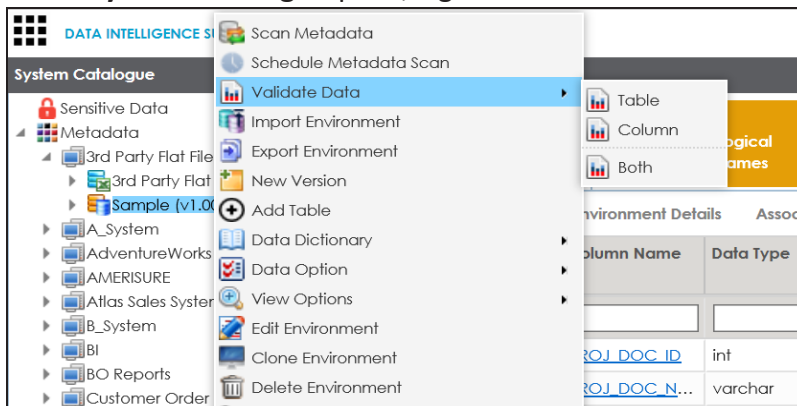 DATA INTELLIGENCE
System Catalogue
Sensitive Data
Metadata
3rd Party Flat File
3rd Party Flat
Sample (v1.00
A_System
AdventureWorks
AMERISURE
Atlas Sales System
B_System
BI
BO Reports
Customer Order
Scan Metadata
Schedule Metadata Scan
Validate Data
Import Environment
Export Environment
New Version
Add Table
Data Dictionary
Data Option
View Options
Edit Environment
Clone Environment
Delete Environment
Table
Column
Both
ogical
ames
nvironment Details Assoc
olumn Name Data Type
ROJ_DOC_ID int
ROJ_DOC_N... varchar